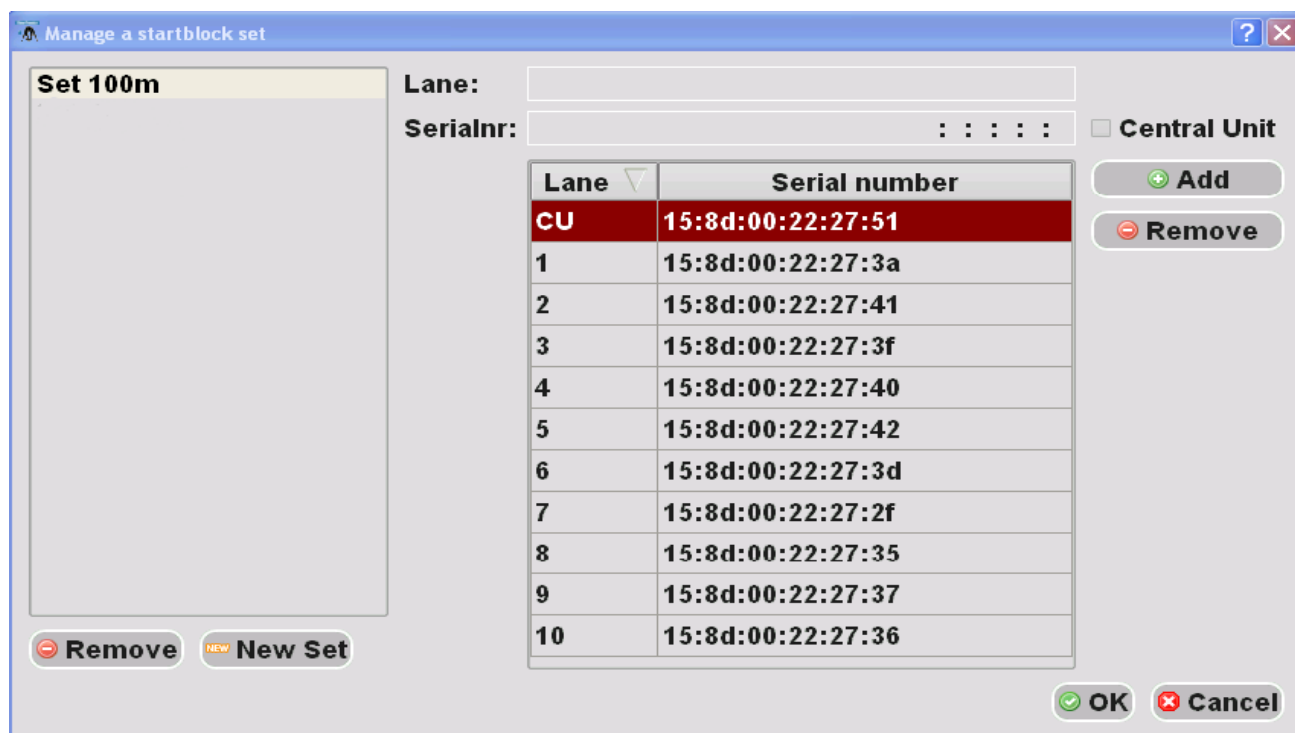 Manage a startblock set
Set 100m
Lane:
Serialnr: : : : : :
Central Unit
Lane Serial number
CU 15:8d:00:22:27:51
1 15:8d:00:22:27:3a
2 15:8d:00:22:27:41
3 15:8d:00:22:27:3f
4 15:8d:00:22:27:40
5 15:8d:00:22:27:42
6 15:8d:00:22:27:3d
7 15:8d:00:22:27:2f
8 15:8d:00:22:27:35
9 15:8d:00:22:27:37
10 15:8d:00:22:27:36
Add
Remove
Remove NEW New Set
OK Cancel